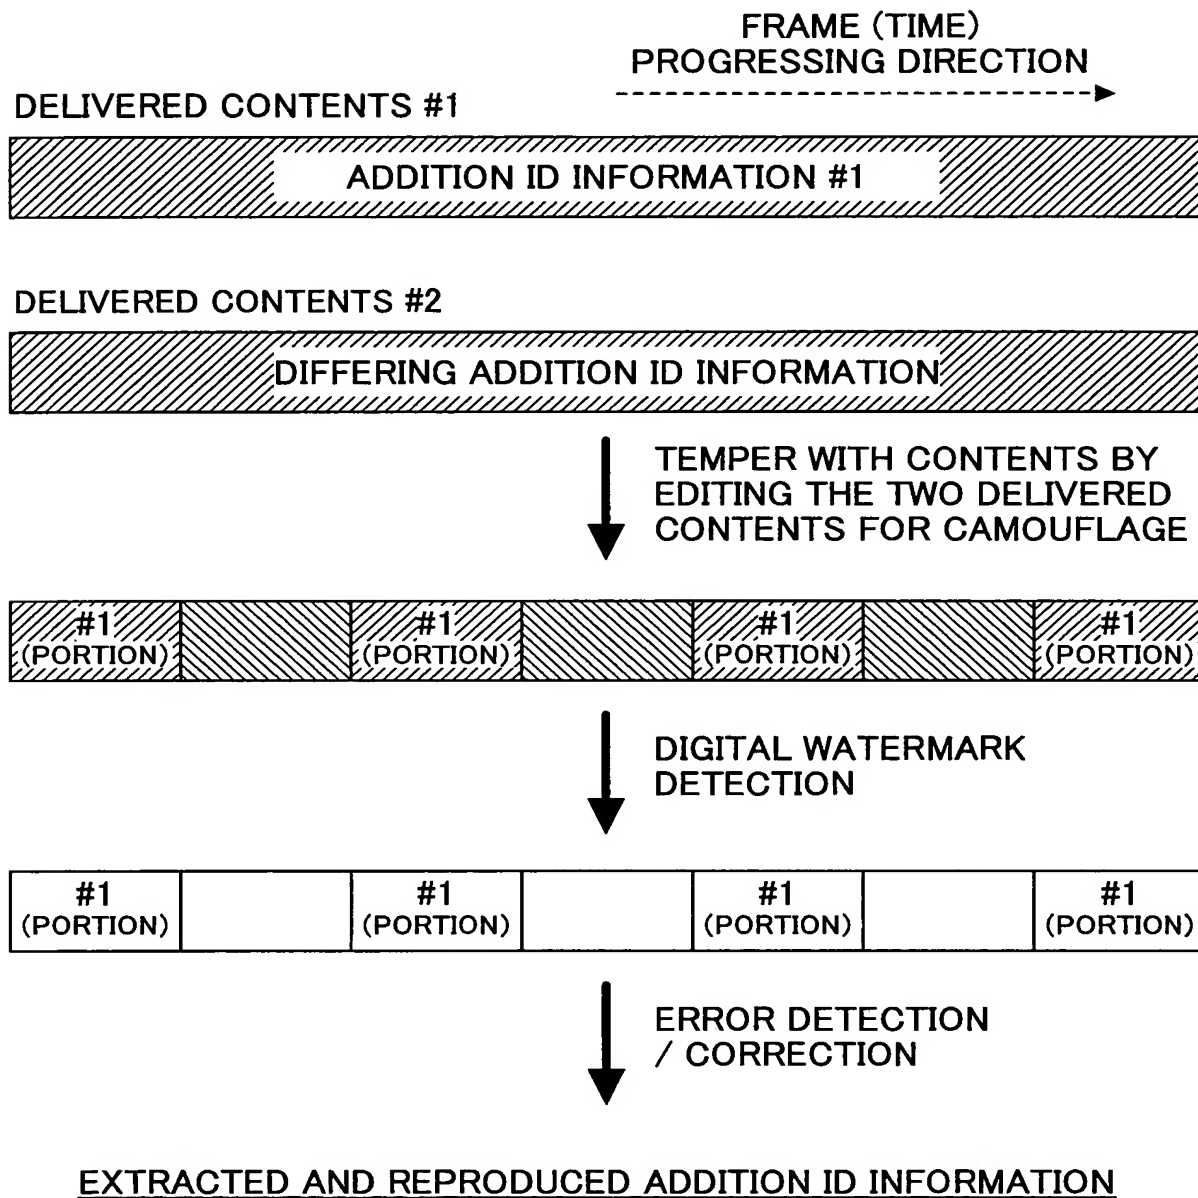 FRAME (TIME)
PROGRESSING DIRECTION
DELIVERED CONTENTS #1
ADDITION ID INFORMATION #1
DELIVERED CONTENTS #2
DIFFERING ADDITION ID INFORMATION
TEMPER WITH CONTENTS BY
EDITING THE TWO DELIVERED
CONTENTS FOR CAMOUFLAGE
#1 #1 #1 #1
(PORTION) (PORTION) (PORTION) (PORTION)
DIGITAL WATERMARK
DETECTION
#1 #1 #1 #1
(PORTION) (PORTION) (PORTION) (PORTION)
ERROR DETECTION
/ CORRECTION
EXTRACTED AND REPRODUCED ADDITION ID INFORMATION